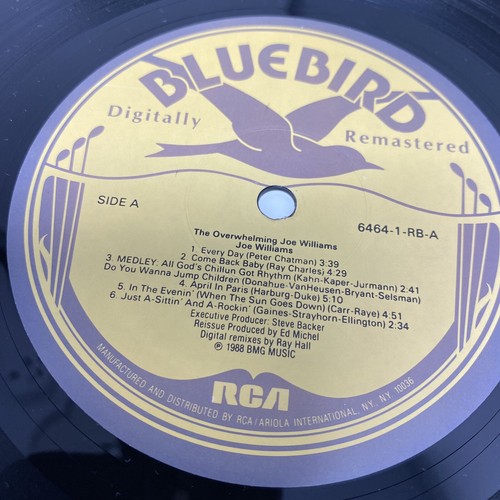 BLUEBIRD
Digitally Remastered
SIDE A
6464-1-RB-A
The Overwhelming Joe Williams
Joe Williams
1. Every Day (Peter Chatman) 3:39
2. Come Back Baby (Ray Charles) 4:29
3. MEDLEY: All God's Chillun Got Rhythm (Kahn-Kaper-Jurmann) 2:41
Do You Wanna Jump Children (Donahue-VanHeusen-Bryant-Selsman)
4. April In Paris (Harburg-Duke) 5:10
5. In The Evenin' (When The Sun Goes Down) (Carr-Raye) 4:51
6 Just A-Sittin' And A-Rockin' (Gaines-Strayhorn-Ellington) 2:34
Executive Producer: Steve Backer
Reissue Produced by Ed Michel
Digital remixes by Ray Hall
℗ 1988 BMG MUSIC
RCA
MANUFACTURED AND DISTRIBUTED BY RCA/ARIOLA INTERNATIONAL, NY, NY 10036